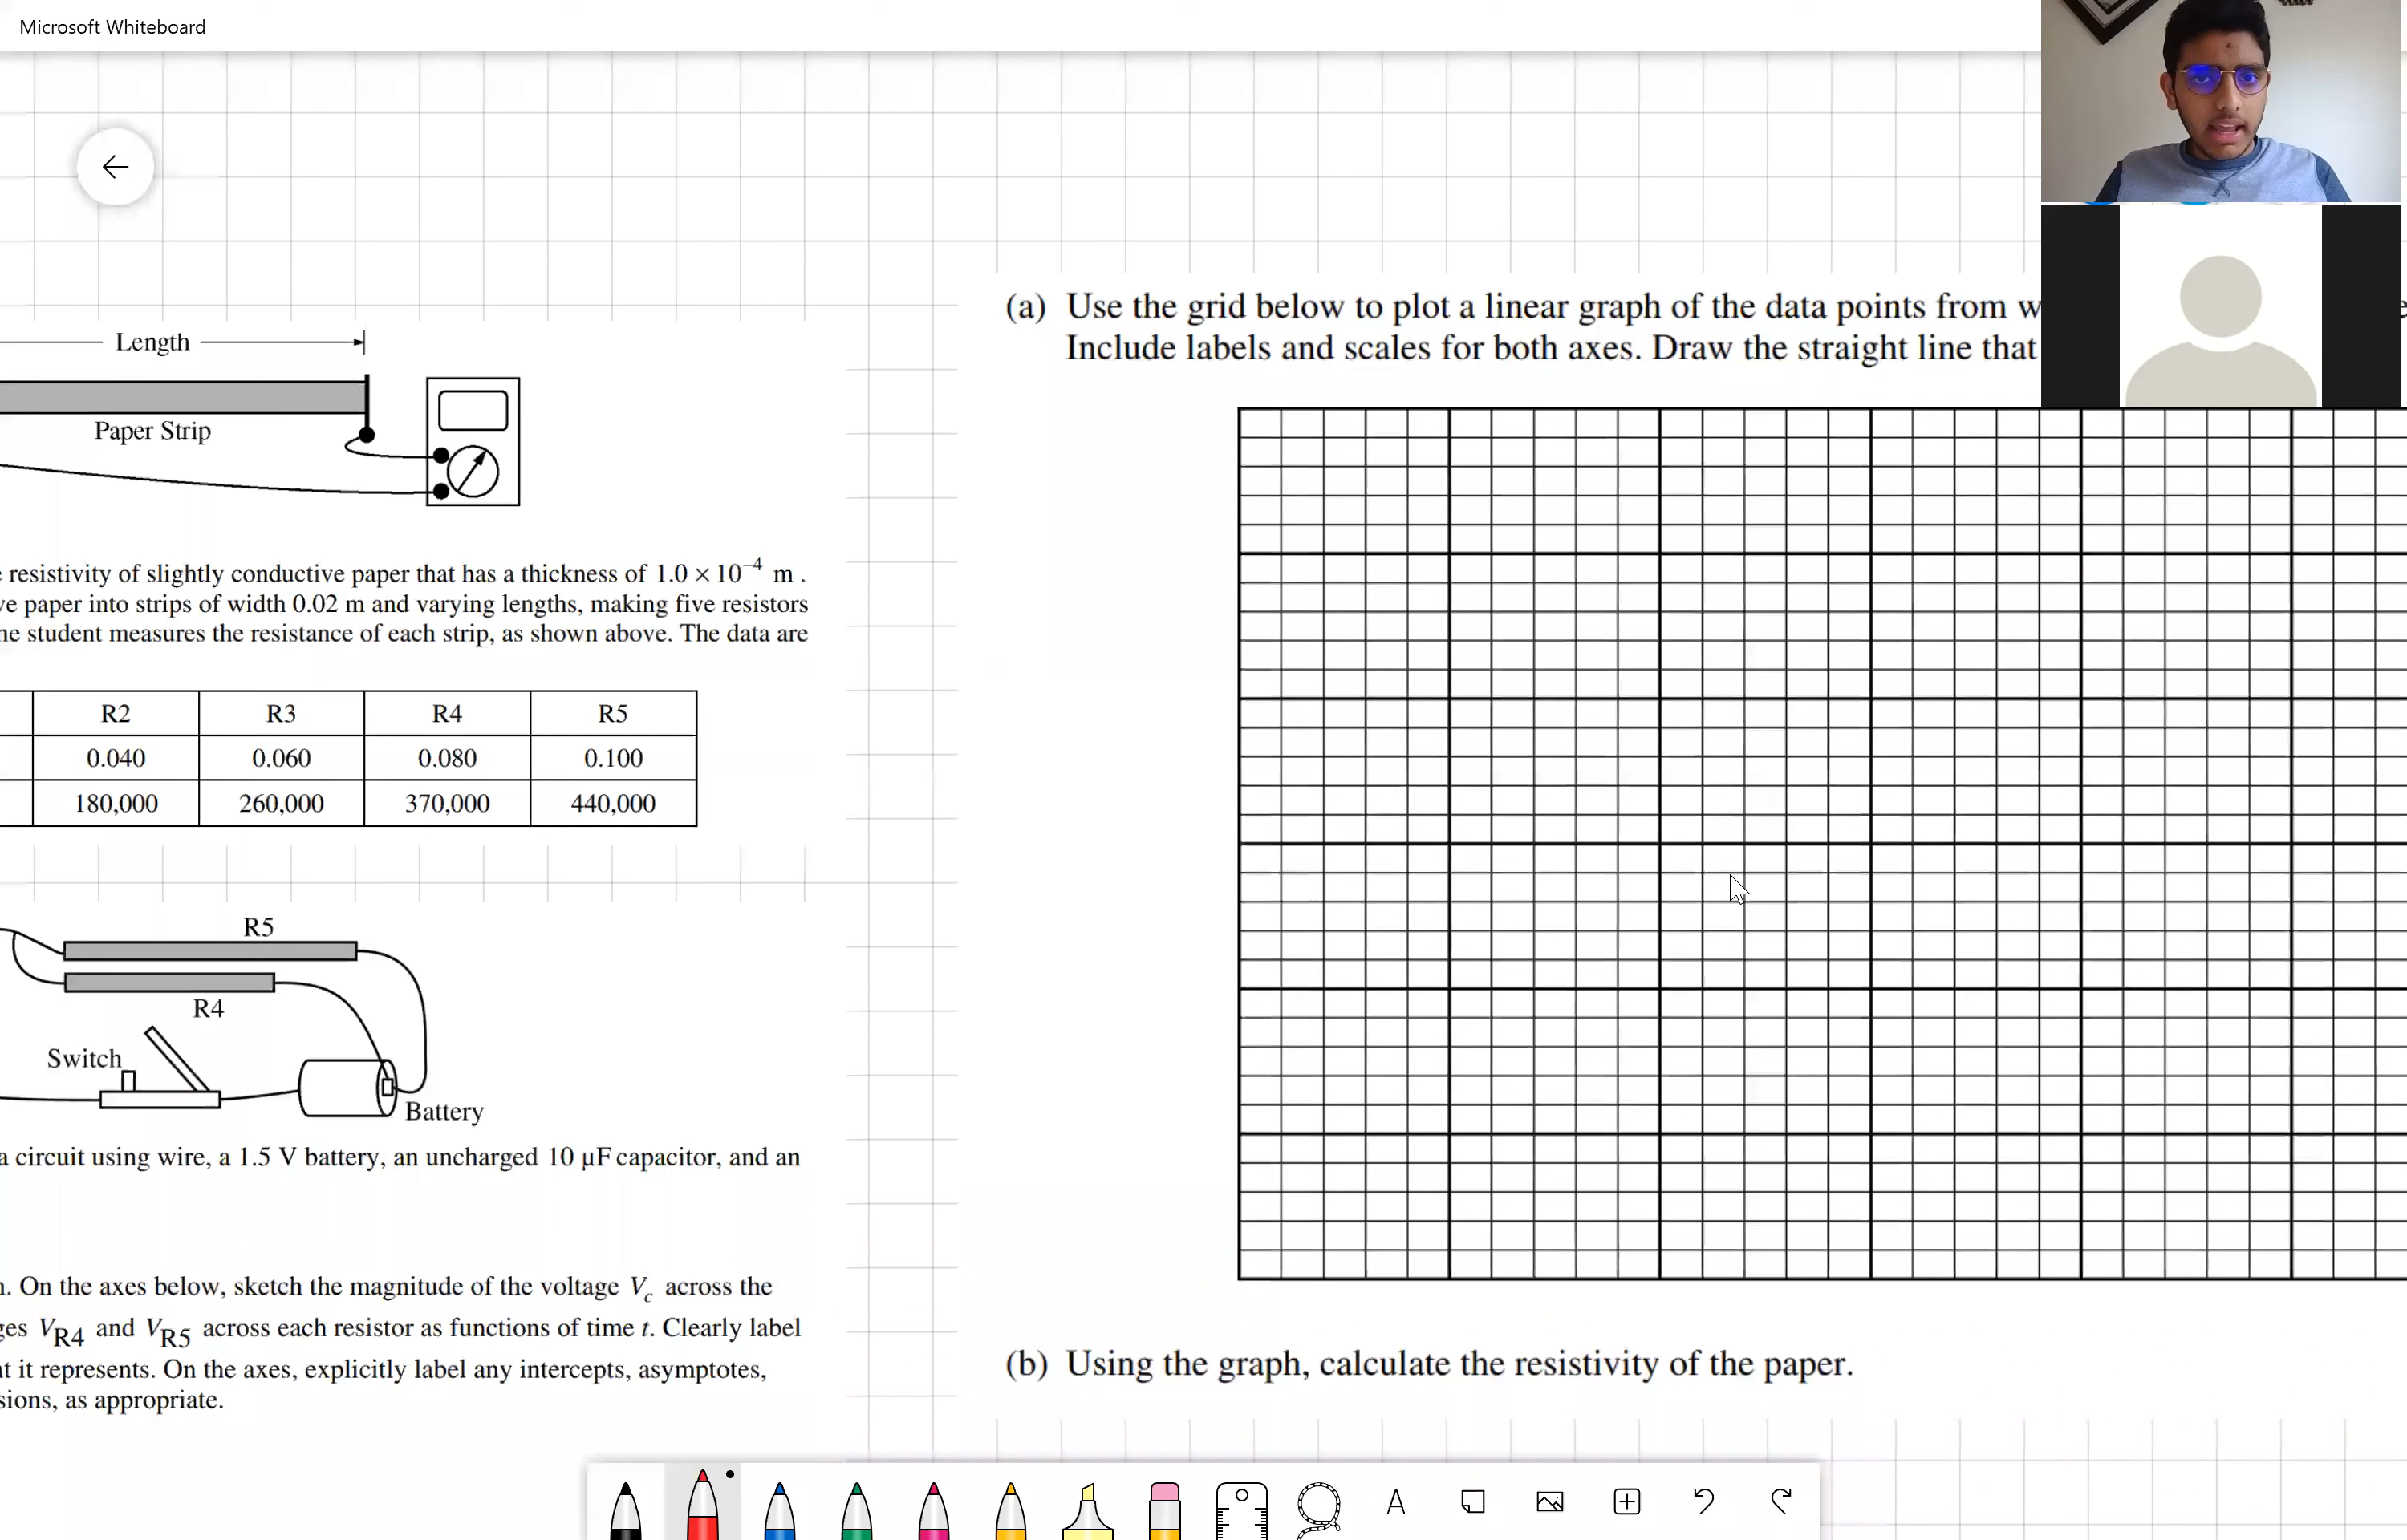 Microsoft Whiteboard
Length
Paper Strip
resistivity of slightly conductive paper that has a thickness of 1.0 × 10⁻⁴ m .
paper into strips of width 0.02 m and varying lengths, making five resistors
student measures the resistance of each strip, as shown above. The data are
R2 R3 R4 R5
0.040 0.060 0.080 0.100
180,000 260,000 370,000 440,000
R5
R4
Switch
Battery
a circuit using wire, a 1.5 V battery, an uncharged 10 μF capacitor, and an
. On the axes below, sketch the magnitude of the voltage Vc across the
VR4 and VR5 across each resistor as functions of time t. Clearly label
it represents. On the axes, explicitly label any intercepts, asymptotes,
as appropriate.
(a) Use the grid below to plot a linear graph of the data points from
Include labels and scales for both axes. Draw the straight line that
(b) Using the graph, calculate the resistivity of the paper.
A